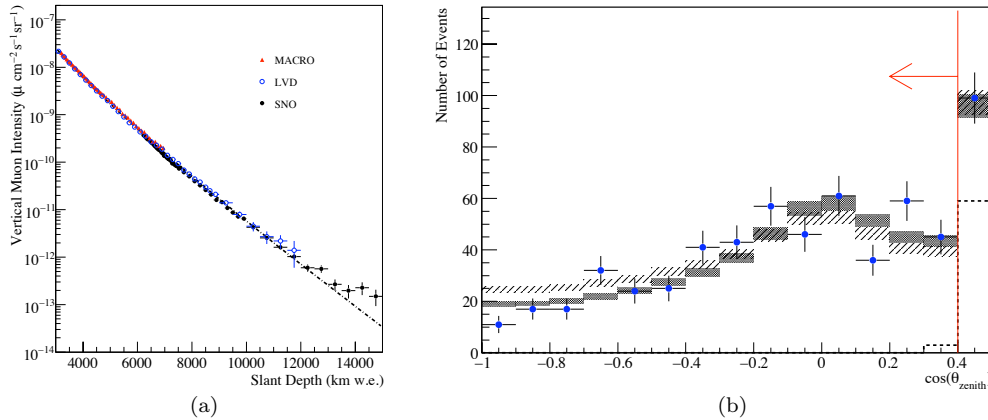 Vertical Muon Intensity (μ cm⁻² s⁻¹sr⁻¹)
10⁻⁷
10⁻⁸
10⁻⁹
10⁻¹⁰
10⁻¹¹
10⁻¹²
10⁻¹³
10⁻¹⁴
MACRO
LVD
SNO
4000 6000 8000 10000 12000 14000
Slant Depth (km w.e.)
(a)
Number of Events
120
100
80
60
40
20
0
−1 −0.8 −0.6 −0.4 −0.2 0 0.2 0.4
cos(θzenith
(b)